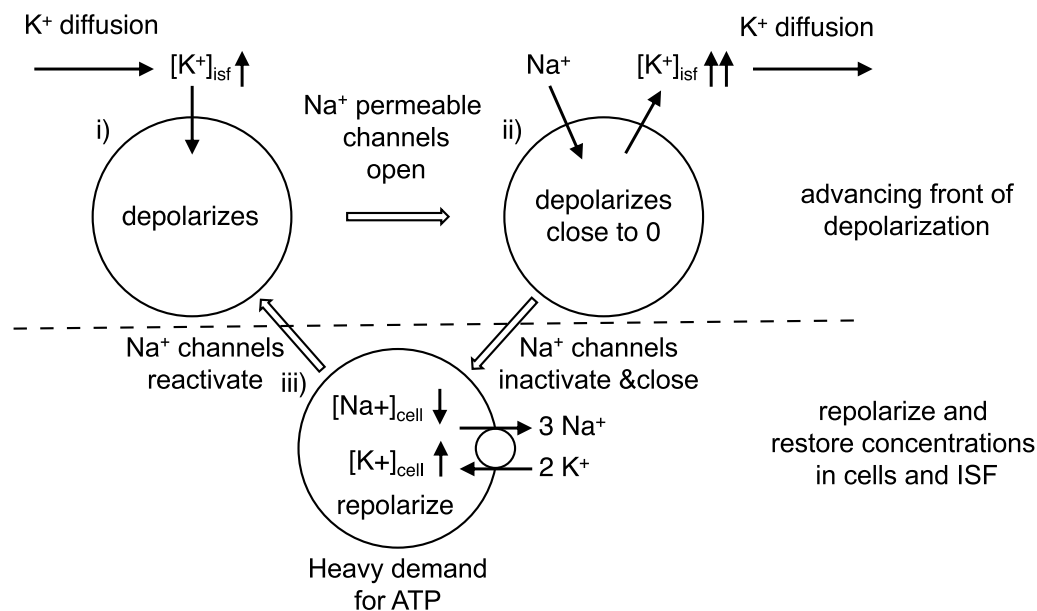 K⁺ diffusion
[K⁺]isf
i)
depolarizes
Na⁺ permeable
channels
open
Na⁺
[K⁺]isf
K⁺ diffusion
ii)
depolarizes
close to 0
advancing front of
depolarization
Na⁺ channels
reactivate
Na⁺ channels
inactivate &close
iii)
[Na+]cell
[K+]cell
repolarize
3 Na⁺
2 K⁺
repolarize and
restore concentrations
in cells and ISF
Heavy demand
for ATP